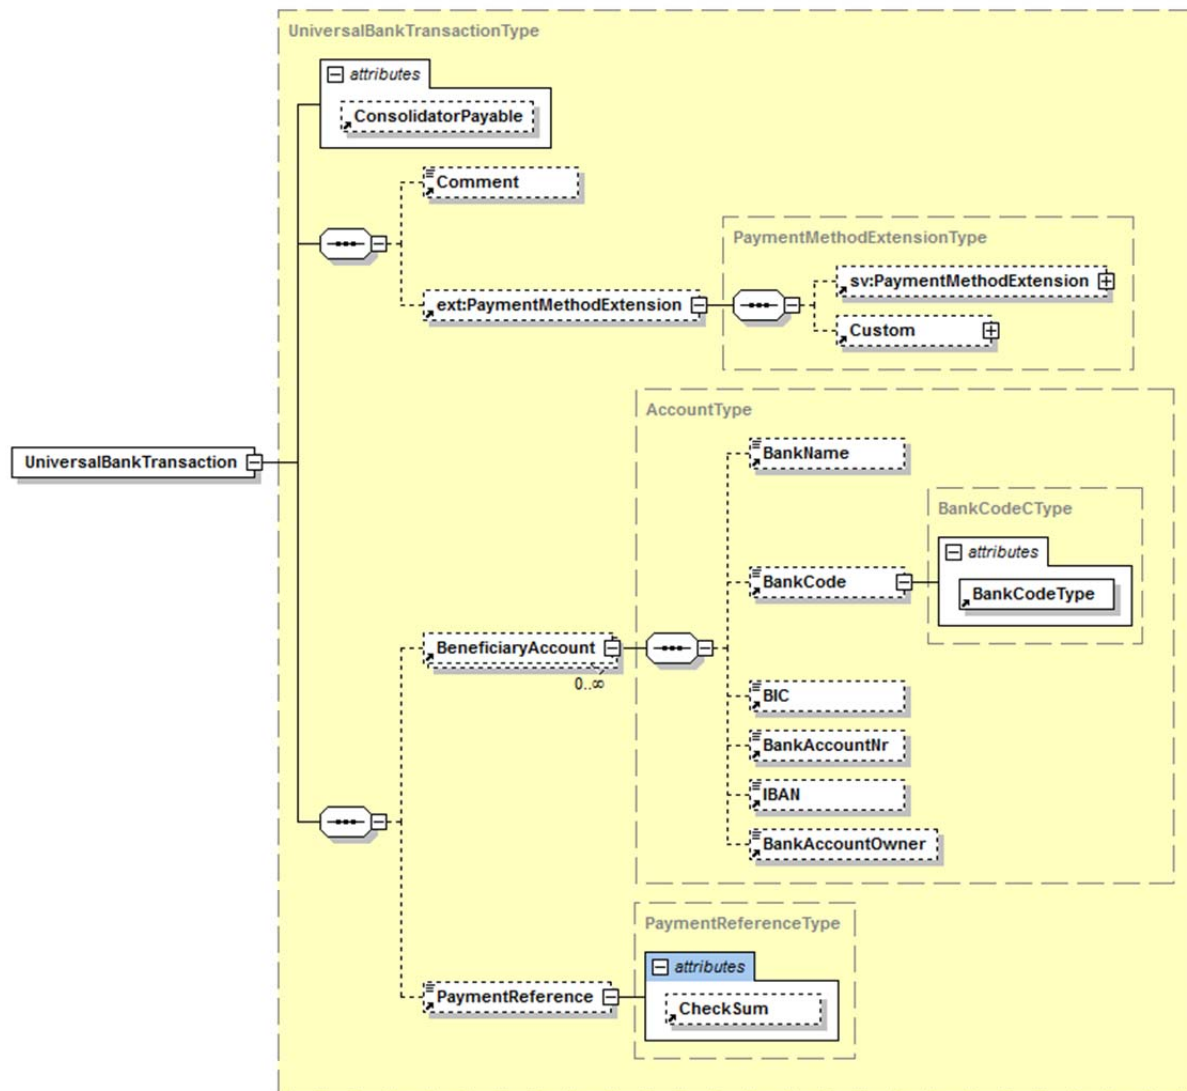 UniversalBankTransactionType
attributes
ConsolidatorPayable
Comment
PaymentMethodExtensionType
sv:PaymentMethodExtension
ext:PaymentMethodExtension
Custom
AccountType
BankName
UniversalBankTransaction
BankCodeCType
attributes
BankCode
BankCodeType
BeneficiaryAccount
0..∞
BIC
BankAccountNr
IBAN
BankAccountOwner
PaymentReferenceType
attributes
PaymentReference
CheckSum